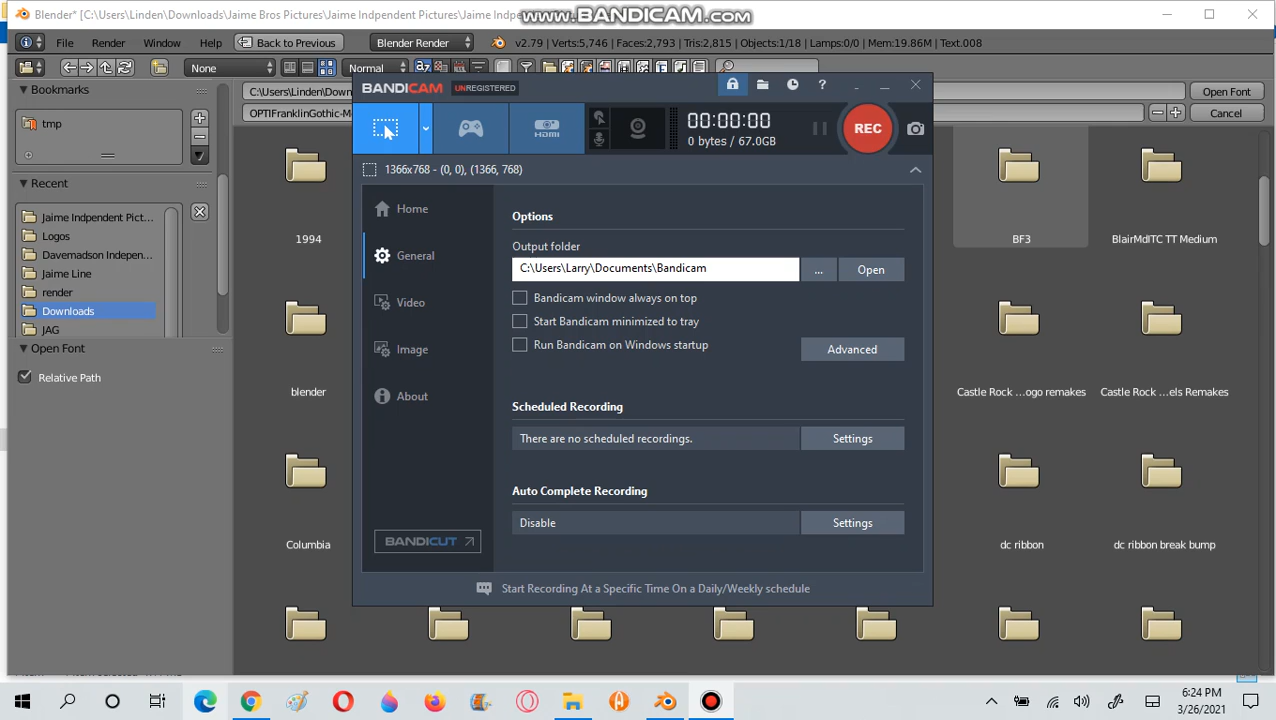 Blender* [C:\Users\Linden\Downloads\Jaime Bros Pictures\Jaime Indpendent Pictures\Jaime Indpe
www.BANDICAM.com
File Render Window Help Back to Previous Blender Render v2.79 | Verts:5,746 | Faces:2,793 | Tris:2,815 | Objects:1/18 | Lamps:0/0 | Mem:19.86M | Text.008
None Normal
Bookmarks
tmp
Recent
Jaime Indpendent Pict...
Logos
Davemadson Indepen...
Jaime Line
render
Downloads
JAG
Open Font
Relative Path
C:\Users\Linden\Down
Open Font
OPTIFranklinGothic-M
Cancel
1994
BF3
BlairMdITC TT Medium
blender
Castle Rock ...ogo remakes
Castle Rock ...els Remakes
Columbia
dc ribbon
dc ribbon break bump
BANDICAM UNREGISTERED
HDMI
00:00:00
0 bytes / 67.0GB
REC
1366x768 - (0, 0), (1366, 768)
Home
General
Video
Image
About
BANDICUT
Options
Output folder
C:\Users\Larry\Documents\Bandicam
... Open
Bandicam window always on top
Start Bandicam minimized to tray
Run Bandicam on Windows startup
Advanced
Scheduled Recording
There are no scheduled recordings. Settings
Auto Complete Recording
Disable Settings
Start Recording At a Specific Time On a Daily/Weekly schedule
6:24 PM
3/26/2021